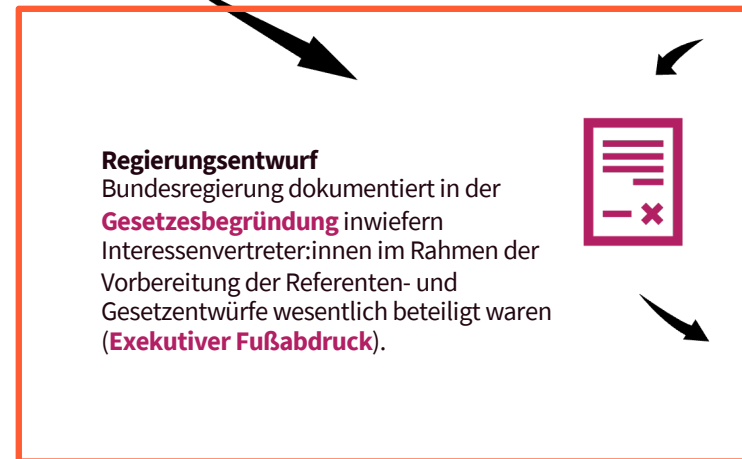 Regierungsentwurf
Bundesregierung dokumentiert in der
Gesetzesbegründung inwiefern
Interessenvertreter:innen im Rahmen der
Vorbereitung der Referenten- und
Gesetzentwürfe wesentlich beteiligt waren
(Exekutiver Fußabdruck).